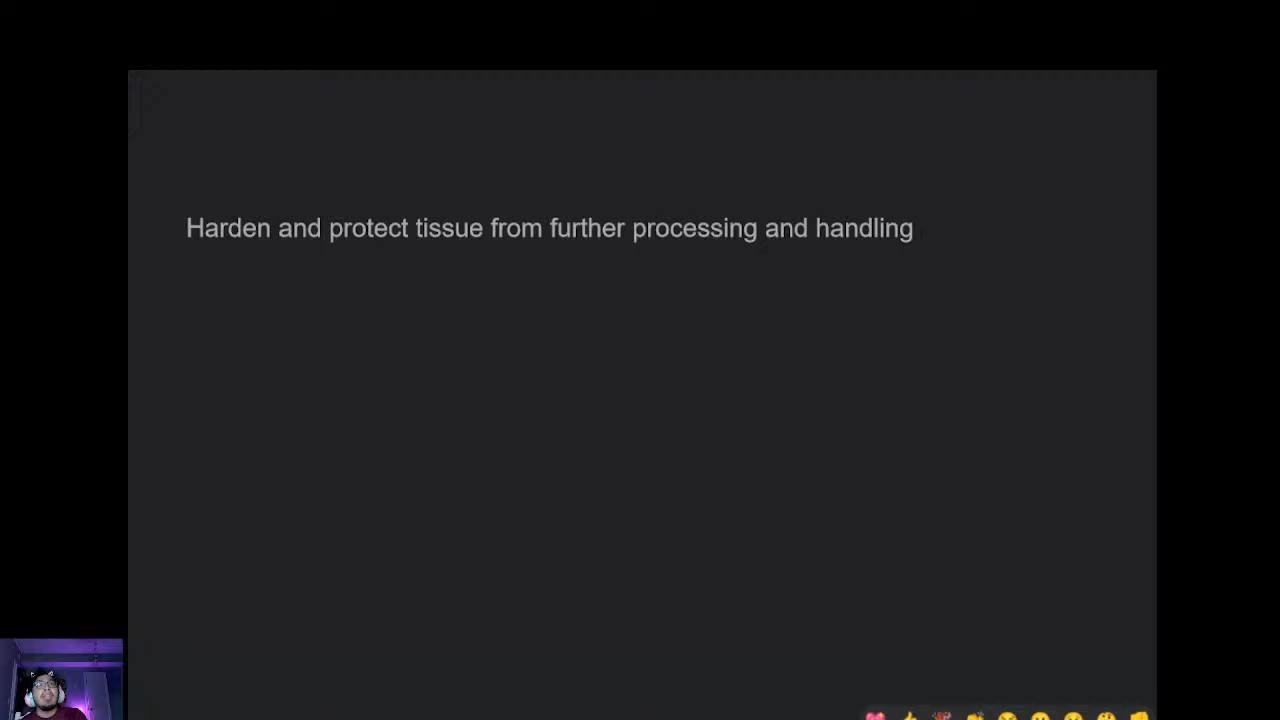 Harden and protect tissue from further processing and handling